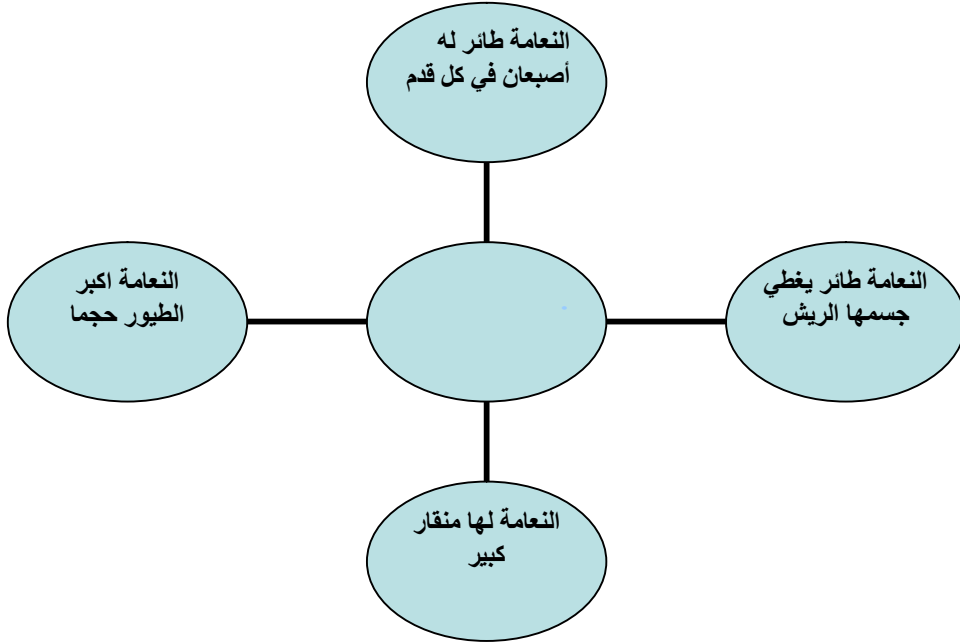 النعامة طائر له
أصبعان في كل قدم
النعامة طائر يغطي
جسمها الريش
النعامة اكبر
الطيور حجما
النعامة لها منقار
كبير